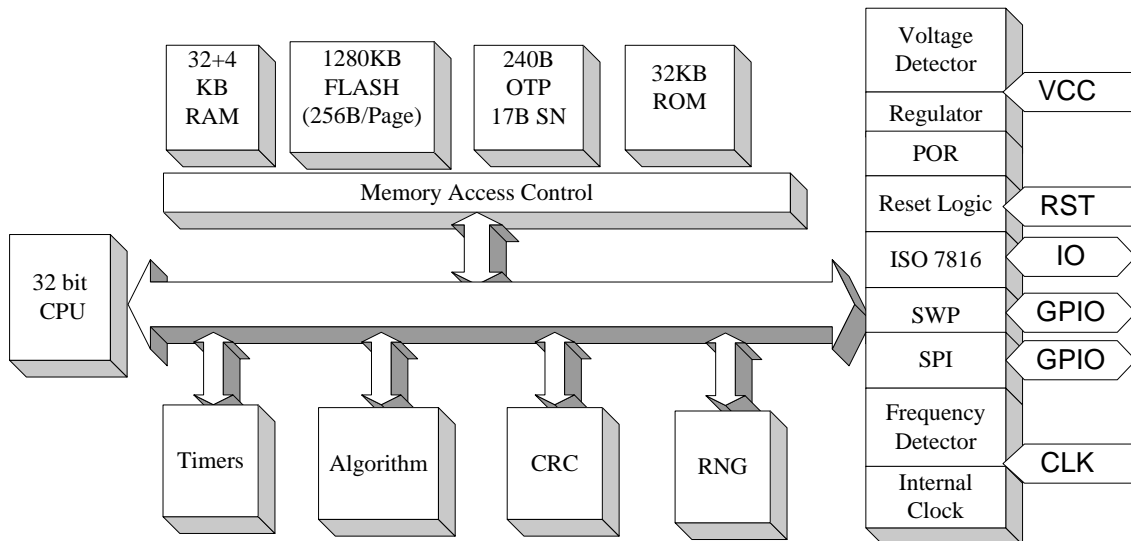 32+4
KB
RAM
1280KB
FLASH
(256B/Page)
240B
OTP
17B SN
32KB
ROM
Memory Access Control
32 bit
CPU
Timers
Algorithm
CRC
RNG
Voltage
Detector
Regulator
POR
Reset Logic
ISO 7816
SWP
SPI
Frequency
Detector
Internal
Clock
VCC
RST
IO
GPIO
GPIO
CLK